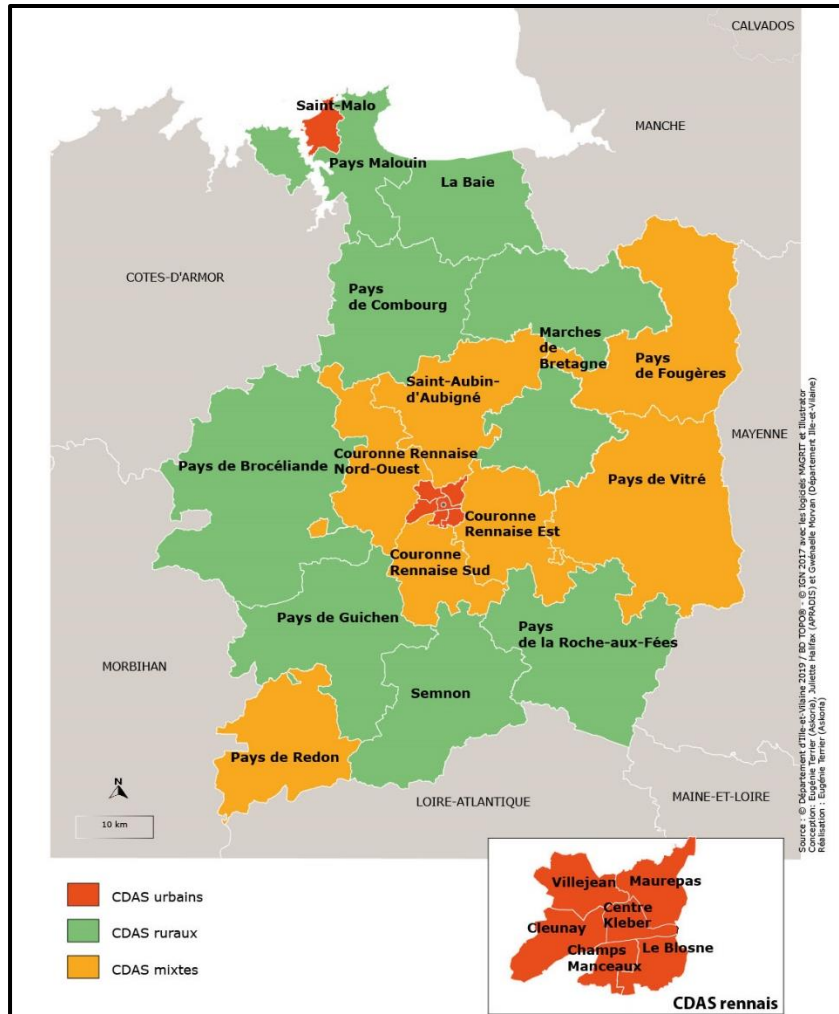 CALVADOS
Saint-Malo
MANCHE
Pays Malouin
La Baie
COTES-D'ARMOR
Pays
de Combourg
Marches
de
Bretagne
Pays
de Fougères
Saint-Aubin-
d'Aubigné
MAYENNE
Couronne Rennaise
Nord-Ouest
Pays de Brocéliande
Pays de Vitré
Couronne
Rennaise Est
Couronne
Rennaise Sud
Pays de Guichen
Pays
de la Roche-aux-Fées
MORBIHAN
Semnon
Pays de Redon
N
10 km
LOIRE-ATLANTIQUE
MAINE-ET-LOIRE
Source : © Département d'Ille-et-Vilaine 2019 / BD TOPO® - © IGN 2017 avec les logiciels MAGRIT et Illustrator
Conception: Eugénie Terrier (Askoria), Juliette Halifax (APRADIS) et Gwénaelle Morvan (Département Ille-et-Vilaine)
Réalisation : Eugénie Terrier (Askoria)
CDAS urbains
CDAS ruraux
CDAS mixtes
Villejean
Maurepas
Centre
Kleber
Cleunay
Champs
Manceaux
Le Blosne
CDAS rennais